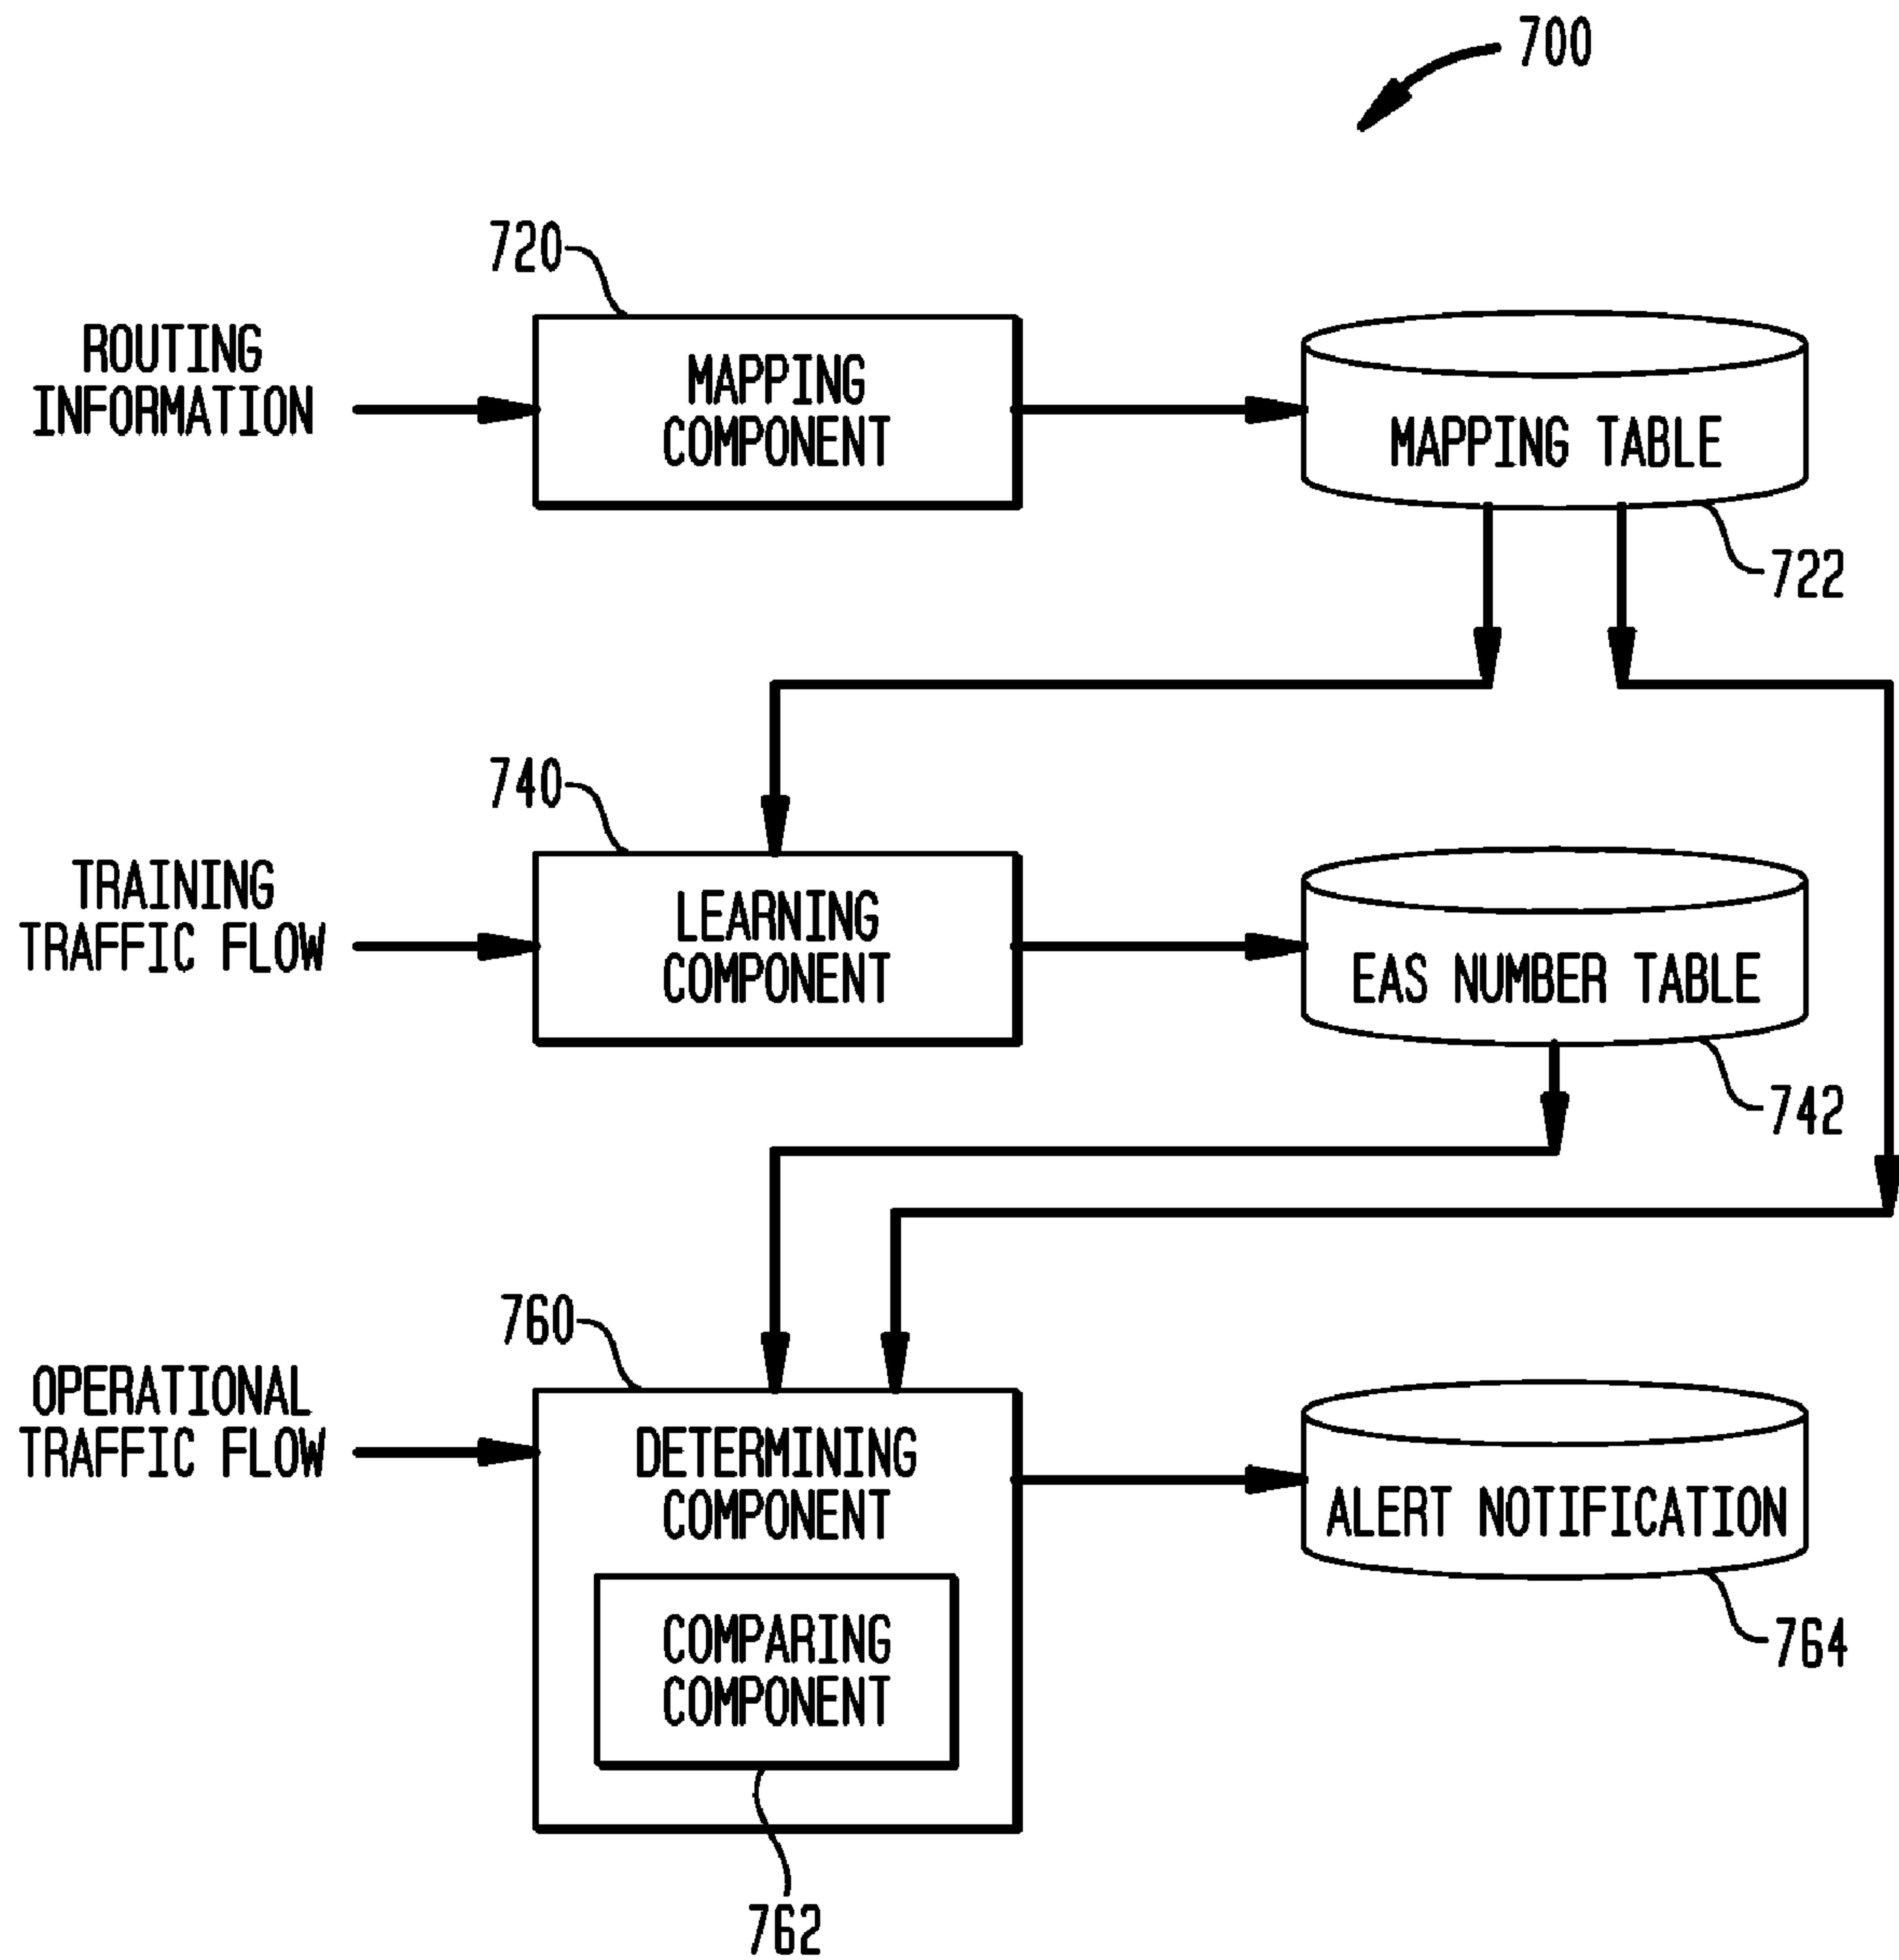 700
720
ROUTING
INFORMATION
MAPPING
COMPONENT
MAPPING TABLE
722
740
TRAINING
TRAFFIC FLOW
LEARNING
COMPONENT
EAS NUMBER TABLE
742
760
OPERATIONAL
TRAFFIC FLOW
DETERMINING
COMPONENT
ALERT NOTIFICATION
COMPARING
COMPONENT
764
762